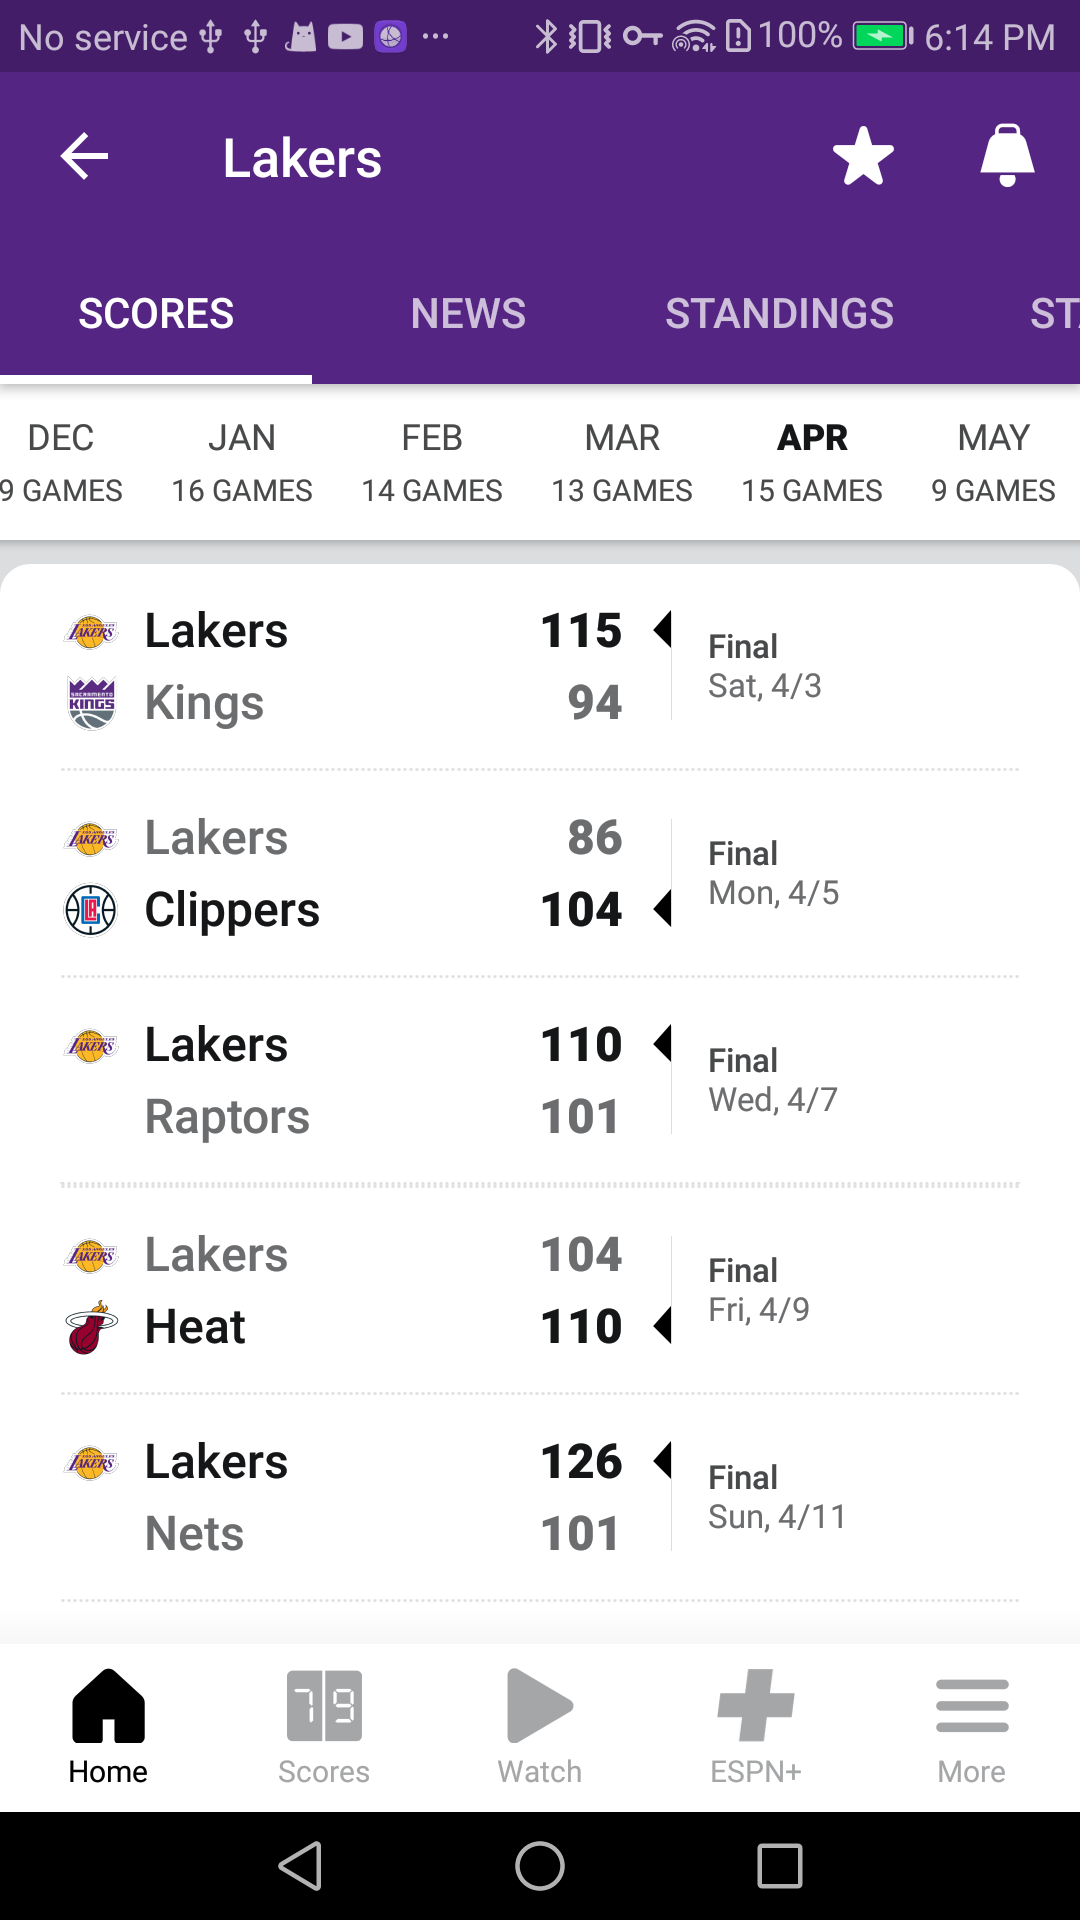 No service ... 100% 6:14 PM
Lakers
SCORES NEWS STANDINGS ST
DEC JAN FEB MAR APR MAY
9 GAMES 16 GAMES 14 GAMES 13 GAMES 15 GAMES 9 GAMES
Lakers 115
Final
Sat, 4/3
Kings 94
Lakers 86
Final
Mon, 4/5
Clippers 104
Lakers 110
Final
Wed, 4/7
Raptors 101
Lakers 104
Final
Fri, 4/9
Heat 110
Lakers 126
Final
Sun, 4/11
Nets 101
Home Scores Watch ESPN+ More